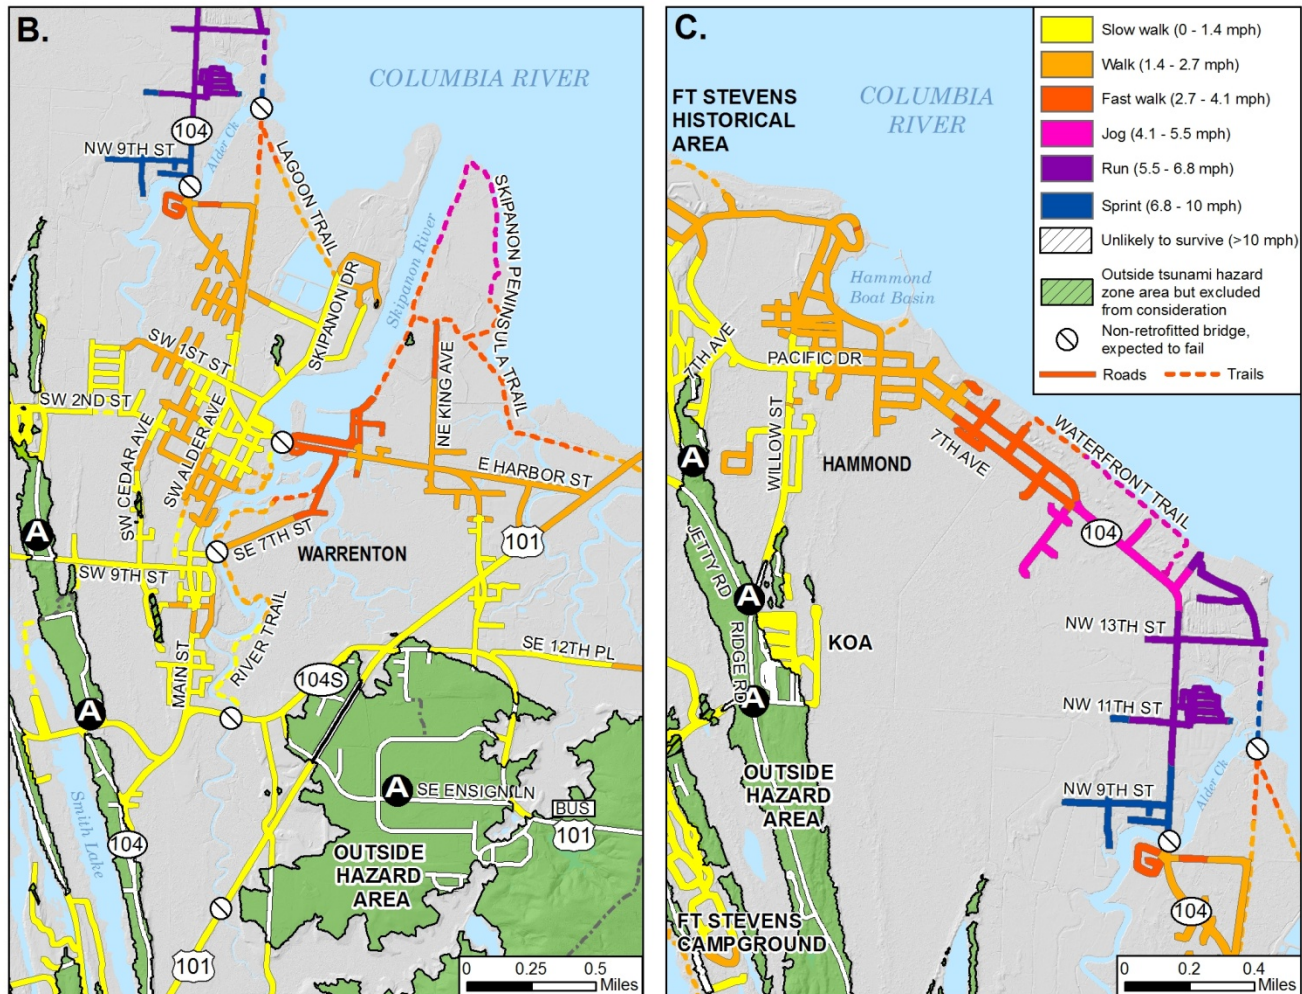 B.
COLUMBIA RIVER
104
NW 9TH ST
Alder Ck
LAGOON TRAIL
Skipanon River
SKIPANON PENINSULA TRAIL
SKIPANON DR
SW 1ST ST
SW 2ND ST
SW CEDAR AVE
SW ALDER AVE
NE KING AVE
E HARBOR ST
101
SE 7TH ST
WARRENTON
A
SW 9TH ST
RIVER TRAIL
MAIN ST
SE 12TH PL
104S
A
A
SE ENSIGN LN
BUS
101
Smith Lake
104
OUTSIDE
HAZARD
AREA
101
0 0.25 0.5
Miles
C.
FT STEVENS
HISTORICAL
AREA
COLUMBIA
RIVER
Hammond
Boat Basin
7TH AVE
PACIFIC DR
WILLOW ST
A
HAMMOND
7TH AVE
WATERFRONT TRAIL
104
JETTY RD
A
RIDGE RD
KOA
A
NW 13TH ST
NW 11TH ST
OUTSIDE
HAZARD
AREA
NW 9TH ST
Alder Ck
104
FT STEVENS
CAMPGROUND
0 0.2 0.4
Miles
Slow walk (0 - 1.4 mph)
Walk (1.4 - 2.7 mph)
Fast walk (2.7 - 4.1 mph)
Jog (4.1 - 5.5 mph)
Run (5.5 - 6.8 mph)
Sprint (6.8 - 10 mph)
Unlikely to survive (>10 mph)
Outside tsunami hazard
zone area but excluded
from consideration
Non-retrofitted bridge,
expected to fail
Roads Trails